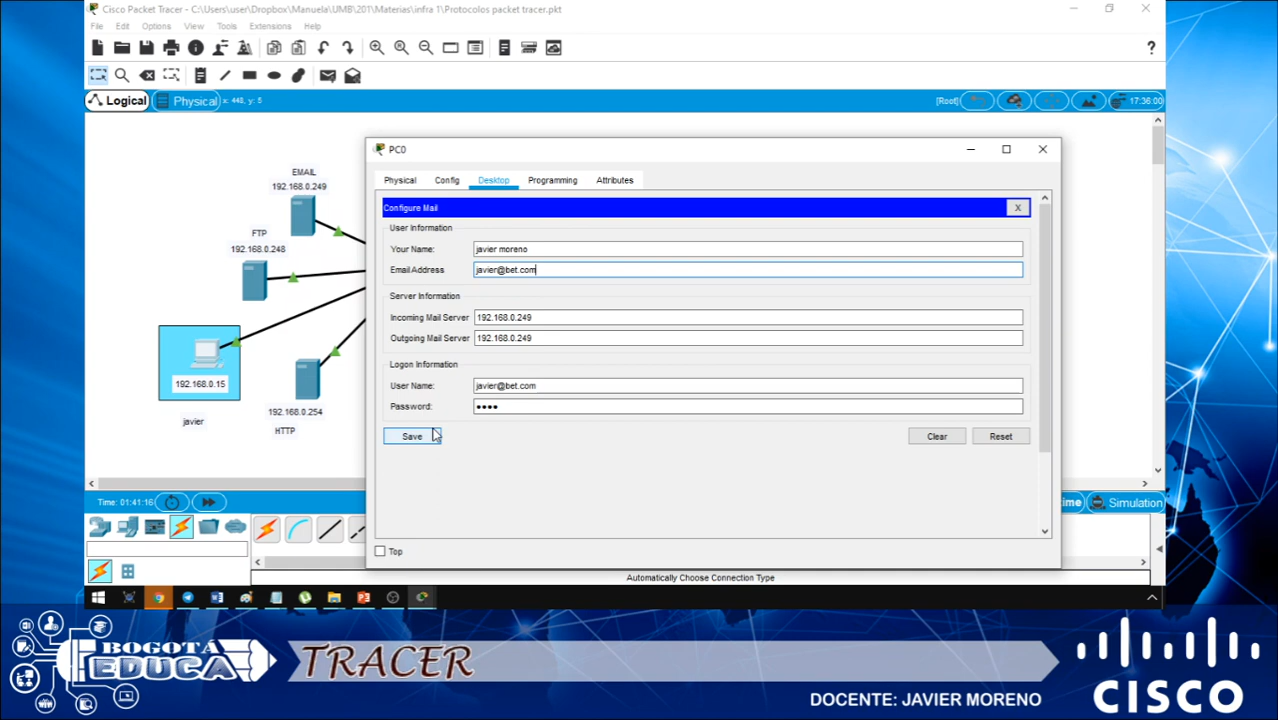 Cisco Packet Tracer - C:\Users\user\Dropbox\Manuela\UMB\201\Materias\infra 1\Protocolos packet tracer.pkt
File Edit Options View Tools Extensions Help
?
Logical Physical x: 443, y: 5 [Root] 17:36:00
EMAIL
192.168.0.249
FTP
192.168.0.248
192.168.0.15
javier
192.168.0.254
HTTP
PC0
Physical Config Desktop Programming Attributes
Configure Mail X
User Information
Your Name: javier moreno
Email Address javier@bet.com
Server Information
Incoming Mail Server 192.168.0.249
Outgoing Mail Server 192.168.0.249
Logon Information
User Name: javier@bet.com
Password: ●●●●
Save Clear Reset
Top
Time: 01:41:16 ime Simulation
Automatically Choose Connection Type
BOGOTÁ
EDUCA
TRACER
DOCENTE: JAVIER MORENO
CISCO